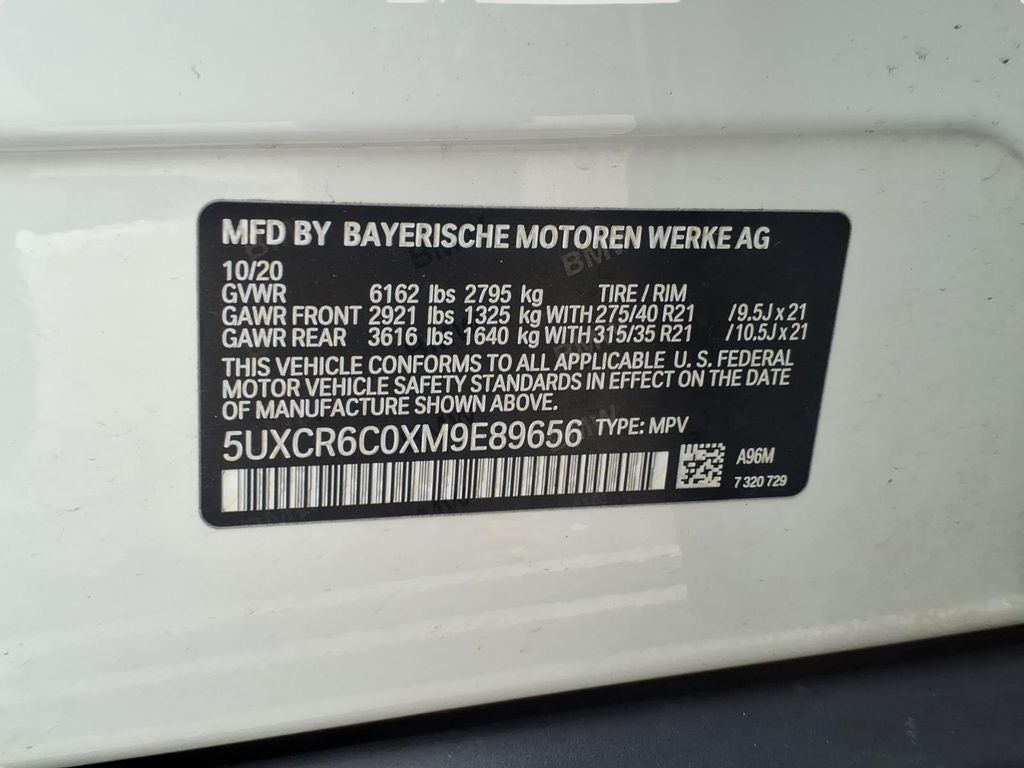 MFD BY BAYERISCHE MOTOREN WERKE AG
10/20
GVWR 6162 lbs 2795 kg TIRE / RIM
GAWR FRONT 2921 lbs 1325 kg WITH 275/40 R21 /9.5J x 21
GAWR REAR 3616 lbs 1640 kg WITH 315/35 R21 /10.5J x 21
THIS VEHICLE CONFORMS TO ALL APPLICABLE U. S. FEDERAL
MOTOR VEHICLE SAFETY STANDARDS IN EFFECT ON THE DATE
OF MANUFACTURE SHOWN ABOVE.
5UXCR6C0XM9E89656 TYPE: MPV
A96M
7 320 729